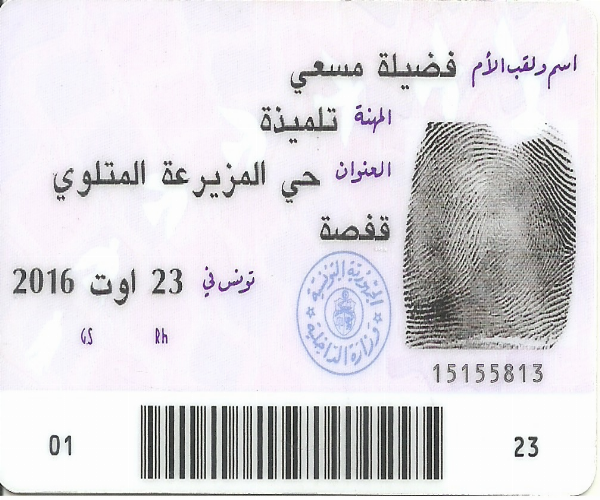 اسم ولقب الأم فضيلة مسعي
المهنة تلميذة
العنوان حي المزيرعة المتلوي
قفصة
تونس في 23 اوت 2016
GS Rh
الجمهورية التونسية
وزارة الداخلية
15155813
01 23